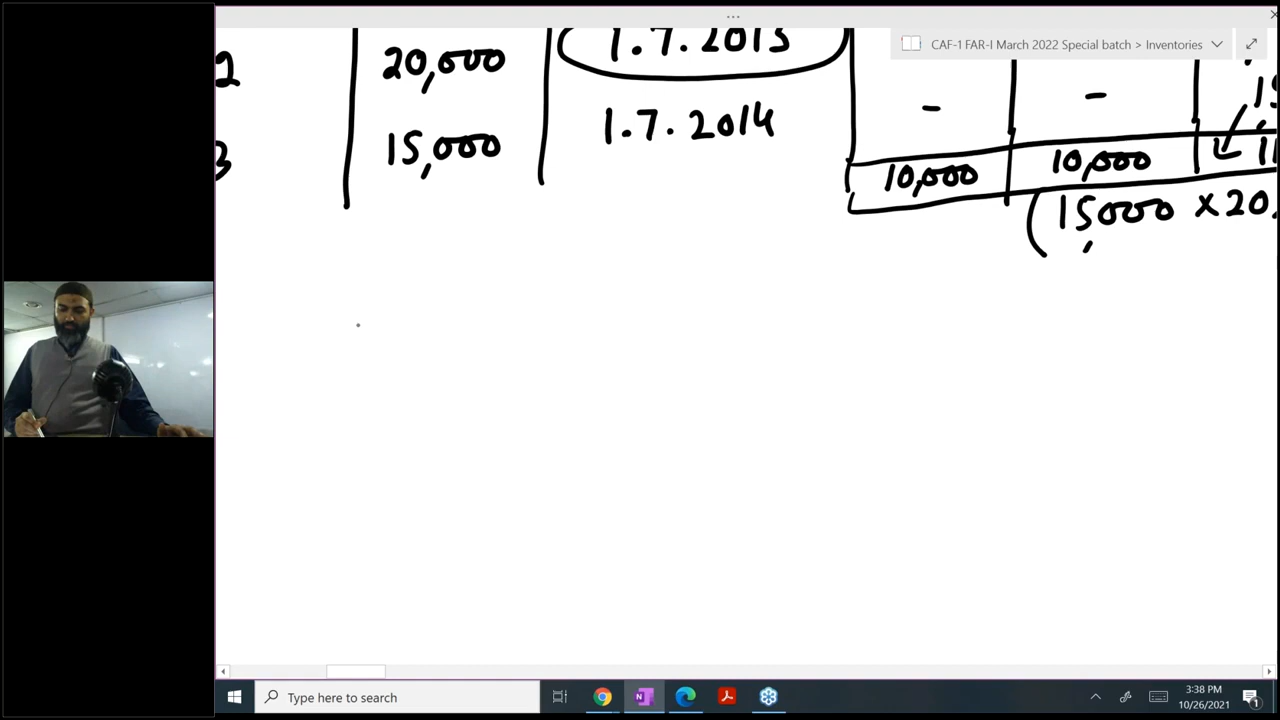 CAF-1 FAR-I March 2022 Special batch > Inventories
2 20,000 1.7.2013 - -
3 15,000 1.7.2014
10,000 10,000
(15000 × 20,
Type here to search
3:38 PM
10/26/2021